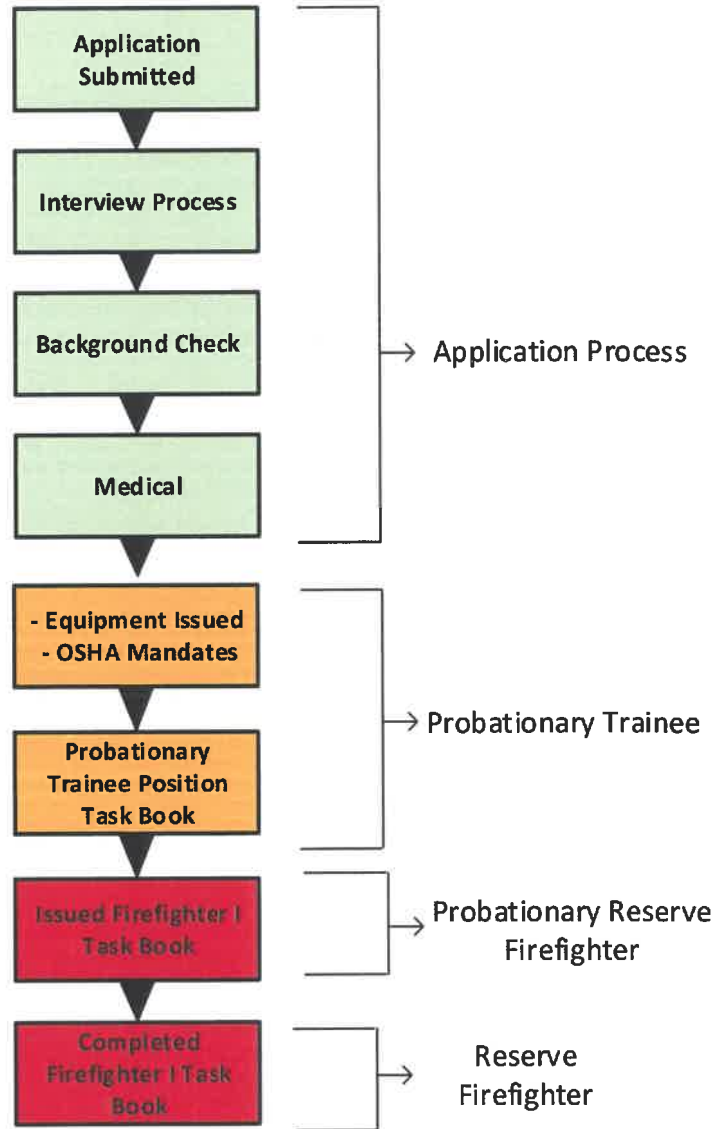 Application
Submitted
Interview Process
Background Check
Medical
Application Process
- Equipment Issued
- OSHA Mandates
Probationary
Trainee Position
Task Book
Probationary Trainee
Issued Firefighter I
Task Book
Probationary Reserve
Firefighter
Completed
Firefighter I Task
Book
Reserve
Firefighter